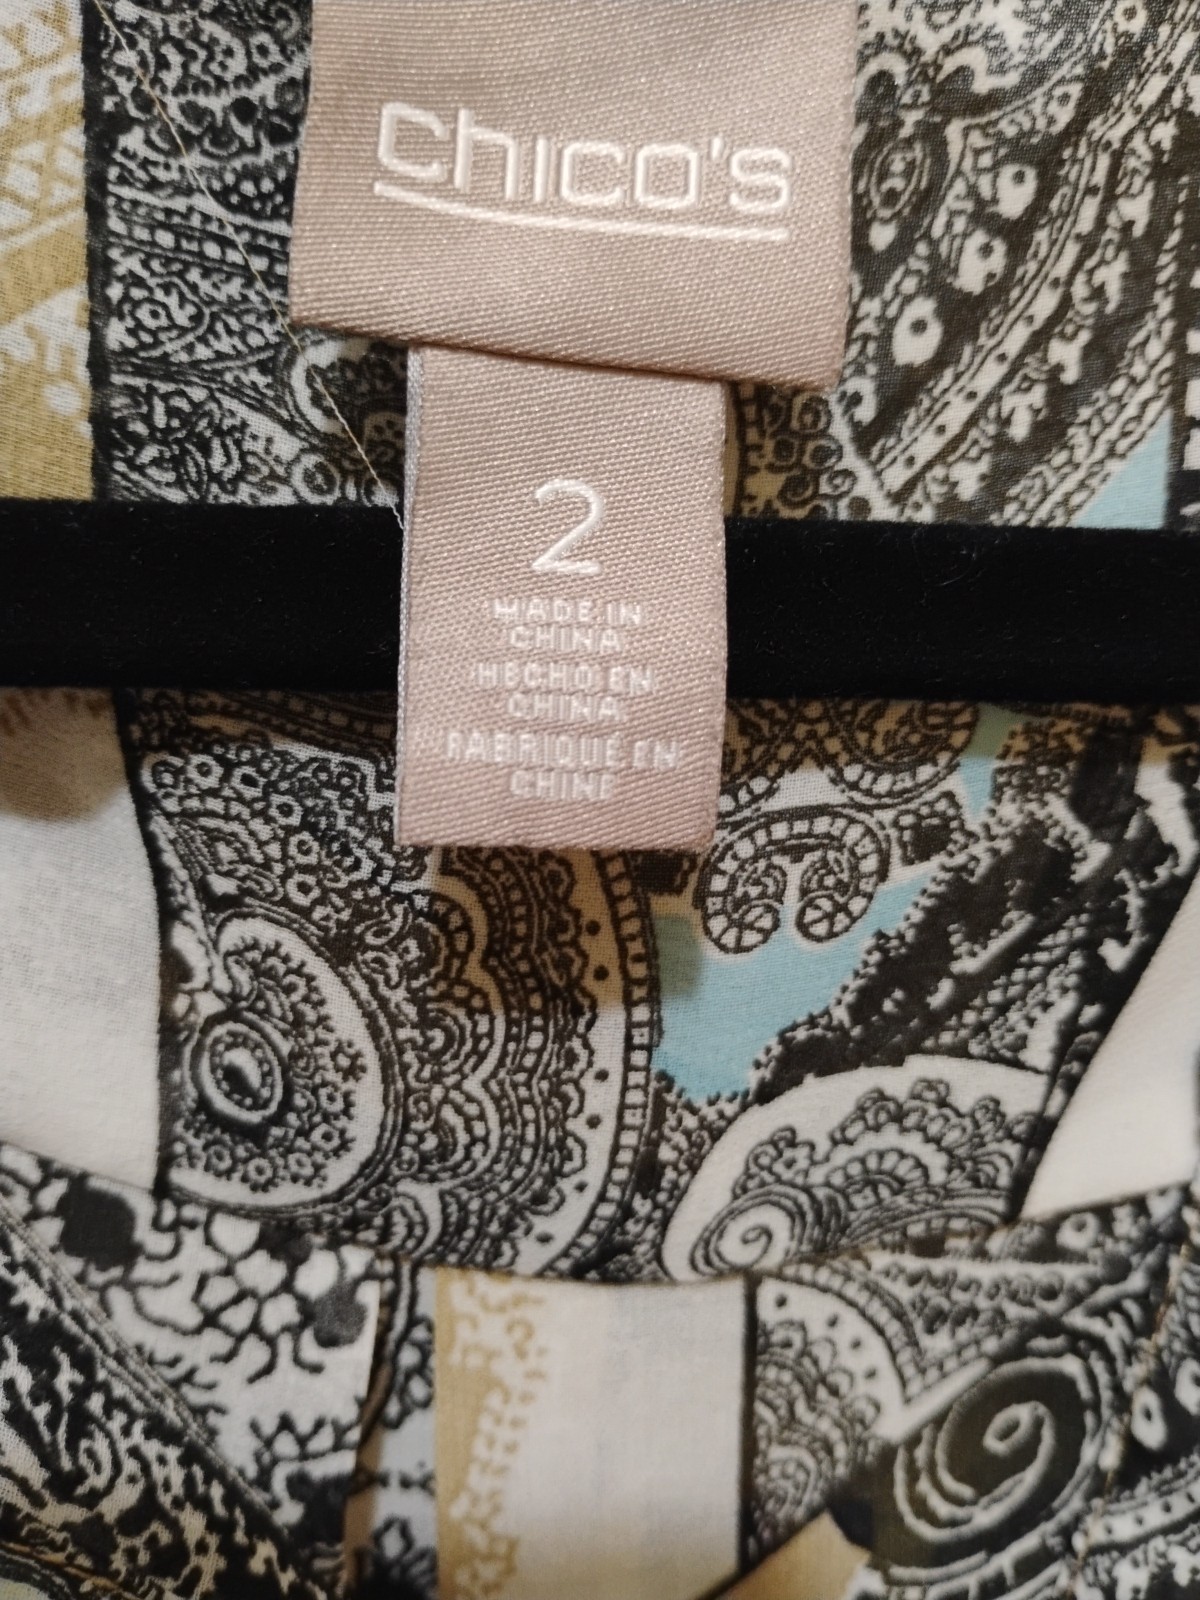 chico's
2
MADE IN
CHINA
HECHO EN
CHINA
FABRIQUE EN
CHINE